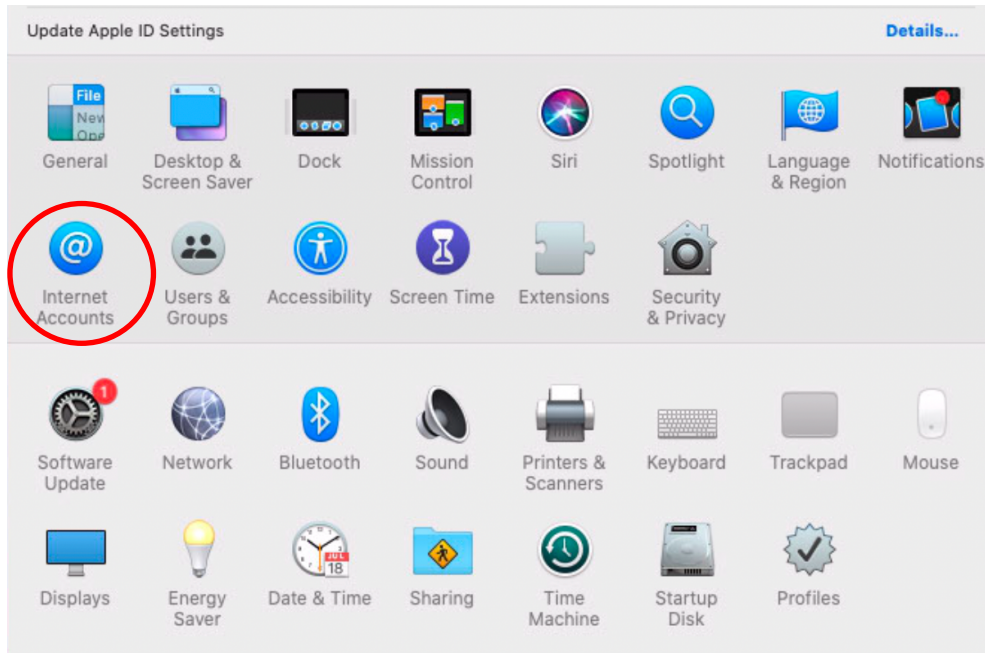 Update Apple ID Settings
Details...
File
New
Ope
General
Desktop &
Screen Saver
Dock
Mission
Control
Siri
Spotlight
Language
& Region
Notifications
@
Internet
Accounts
Users &
Groups
Accessibility
Screen Time
Extensions
Security
& Privacy
1
Software
Update
Network
Bluetooth
Sound
Printers &
Scanners
Keyboard
Trackpad
Mouse
JUL
18
Displays
Energy
Saver
Date & Time
Sharing
Time
Machine
Startup
Disk
Profiles